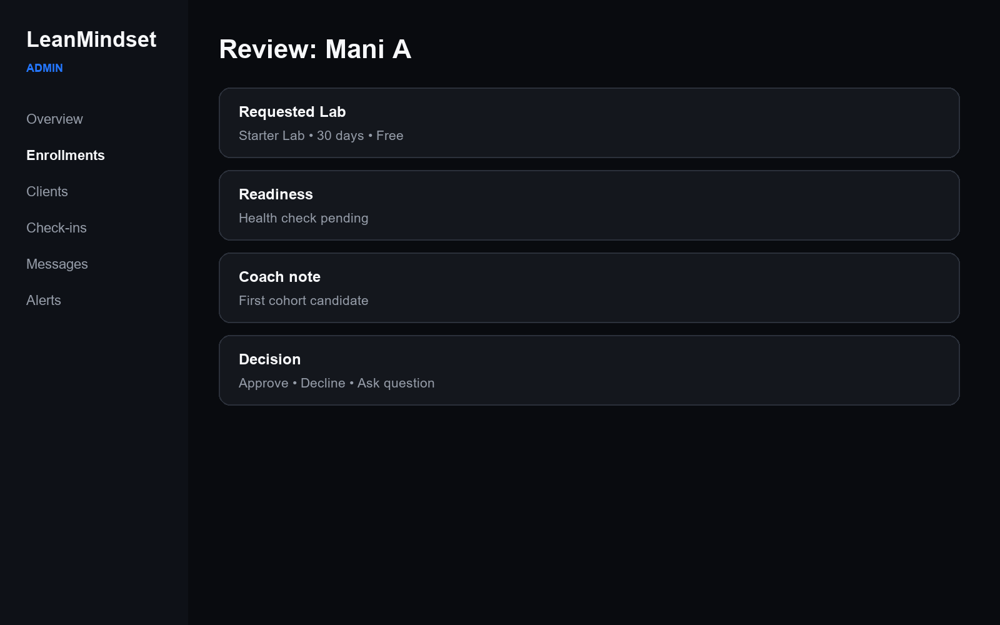 LeanMindset
ADMIN
Overview
Enrollments
Clients
Check-ins
Messages
Alerts
Review: Mani A
Requested Lab
Starter Lab • 30 days • Free
Readiness
Health check pending
Coach note
First cohort candidate
Decision
Approve • Decline • Ask question